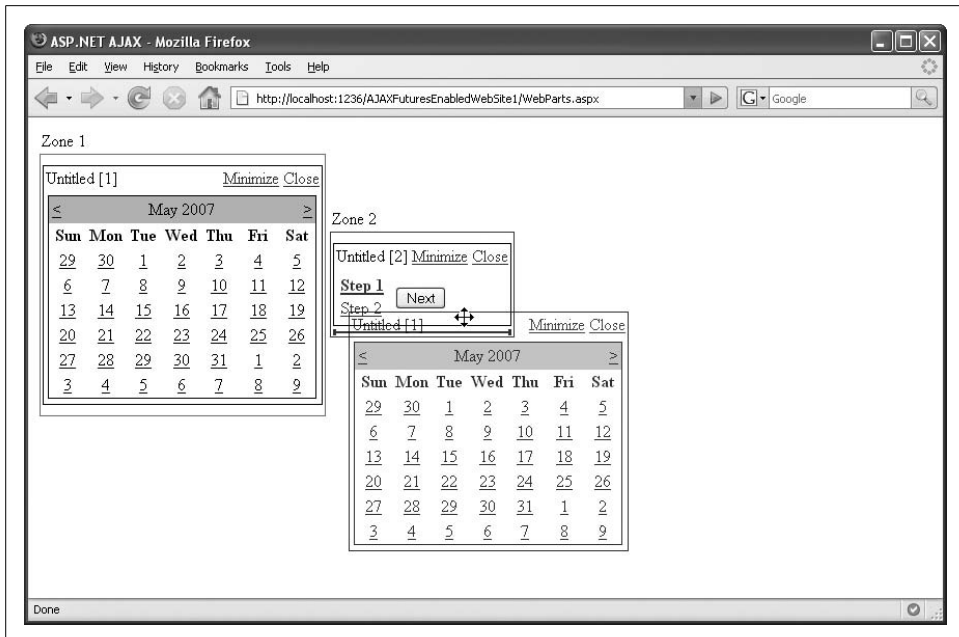 ASP.NET AJAX - Mozilla Firefox
File Edit View History Bookmarks Tools Help
http://localhost:1236/AJAXFuturesEnabledWebSite1/WebParts.aspx
G Google
Zone 1
Untitled [1] Minimize Close
< May 2007 >
Sun Mon Tue Wed Thu Fri Sat
29 30 1 2 3 4 5
6 7 8 9 10 11 12
13 14 15 16 17 18 19
20 21 22 23 24 25 26
27 28 29 30 31 1 2
3 4 5 6 7 8 9
Zone 2
Untitled [2] Minimize Close
Step 1
Next
Step 2
Untitled [1] Minimize Close
< May 2007 >
Sun Mon Tue Wed Thu Fri Sat
29 30 1 2 3 4 5
6 7 8 9 10 11 12
13 14 15 16 17 18 19
20 21 22 23 24 25 26
27 28 29 30 31 1 2
3 4 5 6 7 8 9
Done